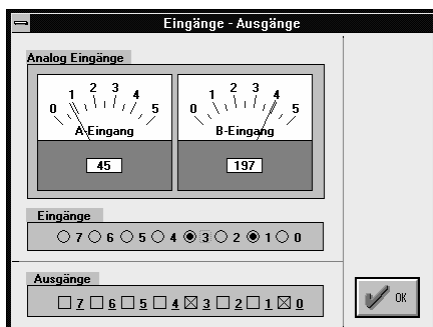 Eingänge - Ausgänge
Analog Eingänge
0 1 2 3 4 5
A-Eingang
45
0 1 2 3 4 5
B-Eingang
197
Eingänge
7 6 5 4 3 2 1 0
Ausgänge
7 6 5 4 3 2 1 0
OK